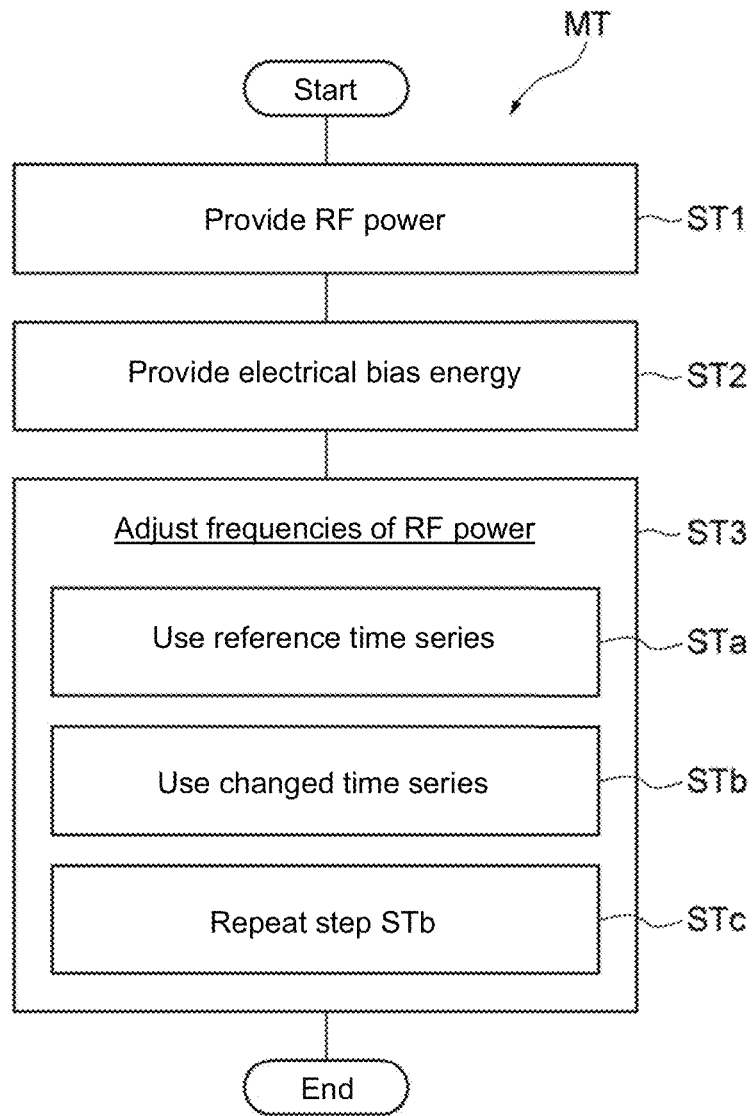 MT
Start
Provide RF power
ST1
Provide electrical bias energy
ST2
Adjust frequencies of RF power
ST3
Use reference time series
STa
Use changed time series
STb
Repeat step STb
STc
End